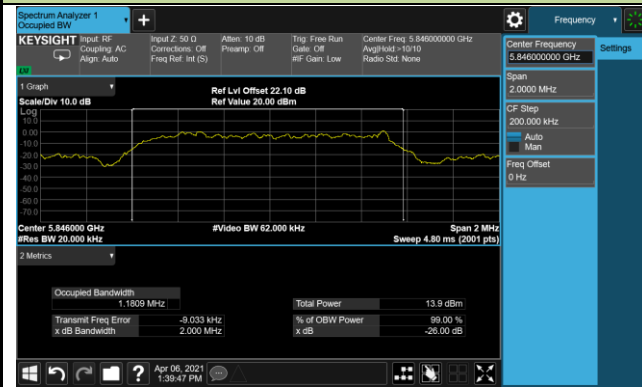 Spectrum Analyzer 1
Occupied BW
Frequency
KEYSIGHT
Input: RF
Coupling: AC
Align: Auto
Input Z: 50 Ω
Corrections: Off
Freq Ref: Int (S)
Atten: 10 dB
Preamp: Off
Trig: Free Run
Gate: Off
#IF Gain: Low
Center Freq: 5.846000000 GHz
Avg|Hold:>10/10
Radio Std: None
Center Frequency
5.846000000 GHz
Settings
Span
2.0000 MHz
CF Step
200.000 kHz
Auto
Man
Freq Offset
0 Hz
1 Graph
Scale/Div 10.0 dB
Ref Lvl Offset 22.10 dB
Ref Value 20.00 dBm
Log
10.0
0.00
-10.0
-20.0
-30.0
-40.0
-50.0
-60.0
-70.0
Center 5.846000 GHz
#Video BW 62.000 kHz
Span 2 MHz
#Res BW 20.000 kHz
Sweep 4.80 ms (2001 pts)
2 Metrics
Occupied Bandwidth
1.1809 MHz
Total Power 13.9 dBm
Transmit Freq Error -9.033 kHz
% of OBW Power 99.00 %
x dB Bandwidth 2.000 MHz
x dB -26.00 dB
Apr 06, 2021
1:39:47 PM